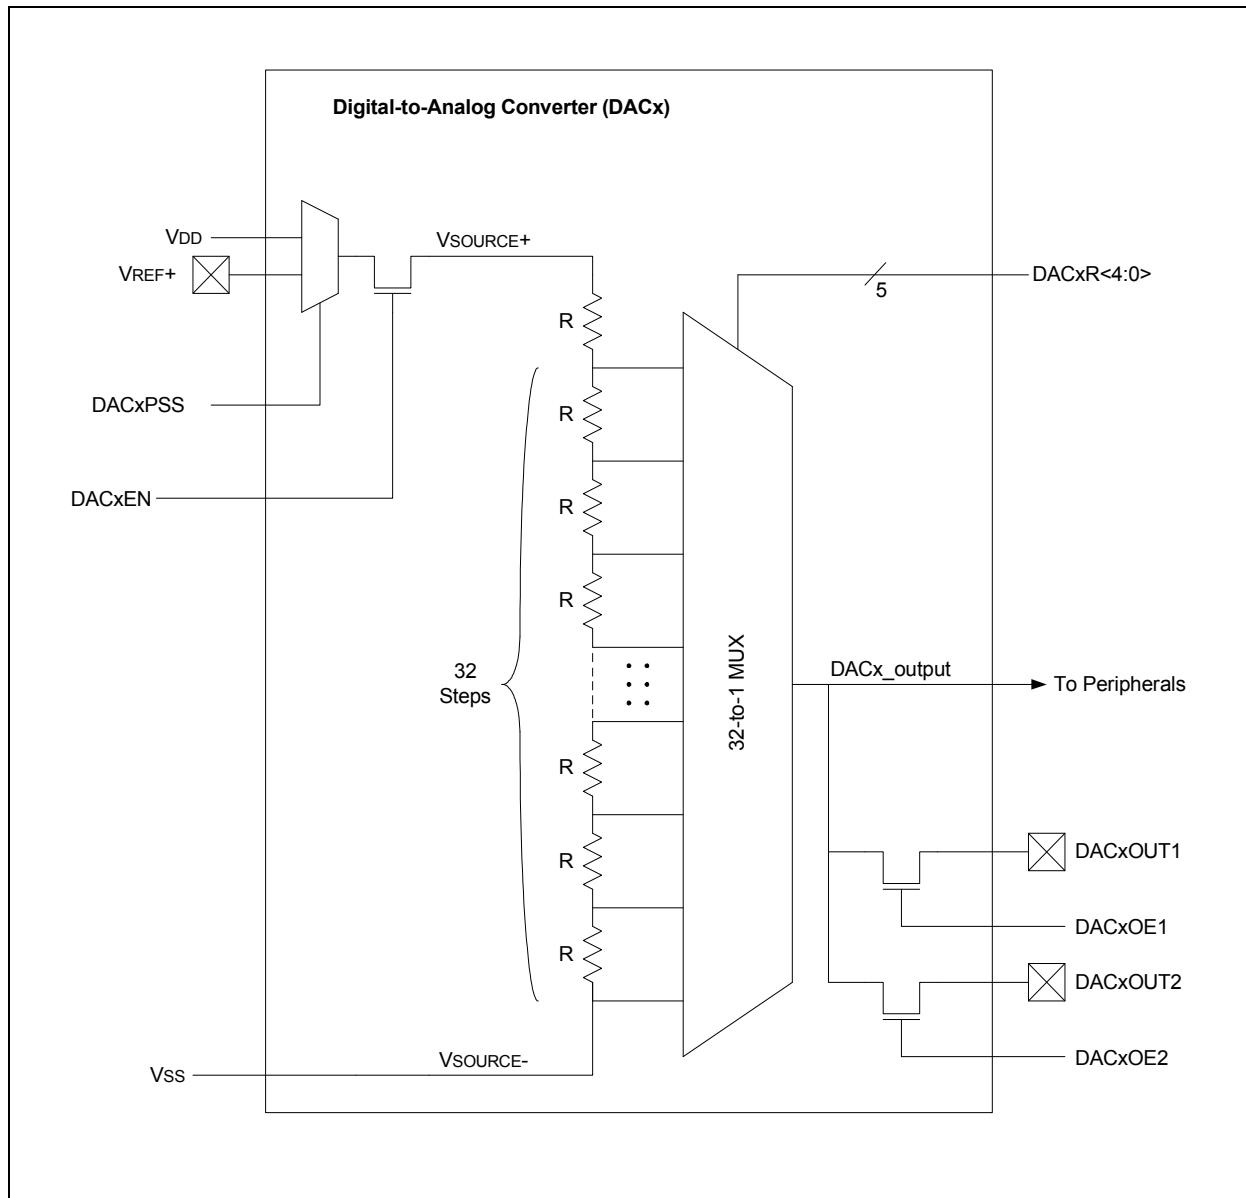 Digital-to-Analog Converter (DACx)
VDD
VSOURCE+
VREF+
DACxR<4:0>
5
R
DACxPSS
R
DACxEN
R
R
32
Steps
32-to-1 MUX
DACx_output
To Peripherals
R
R
DACxOUT1
DACxOE1
R
DACxOUT2
VSOURCE-
DACxOE2
VSS